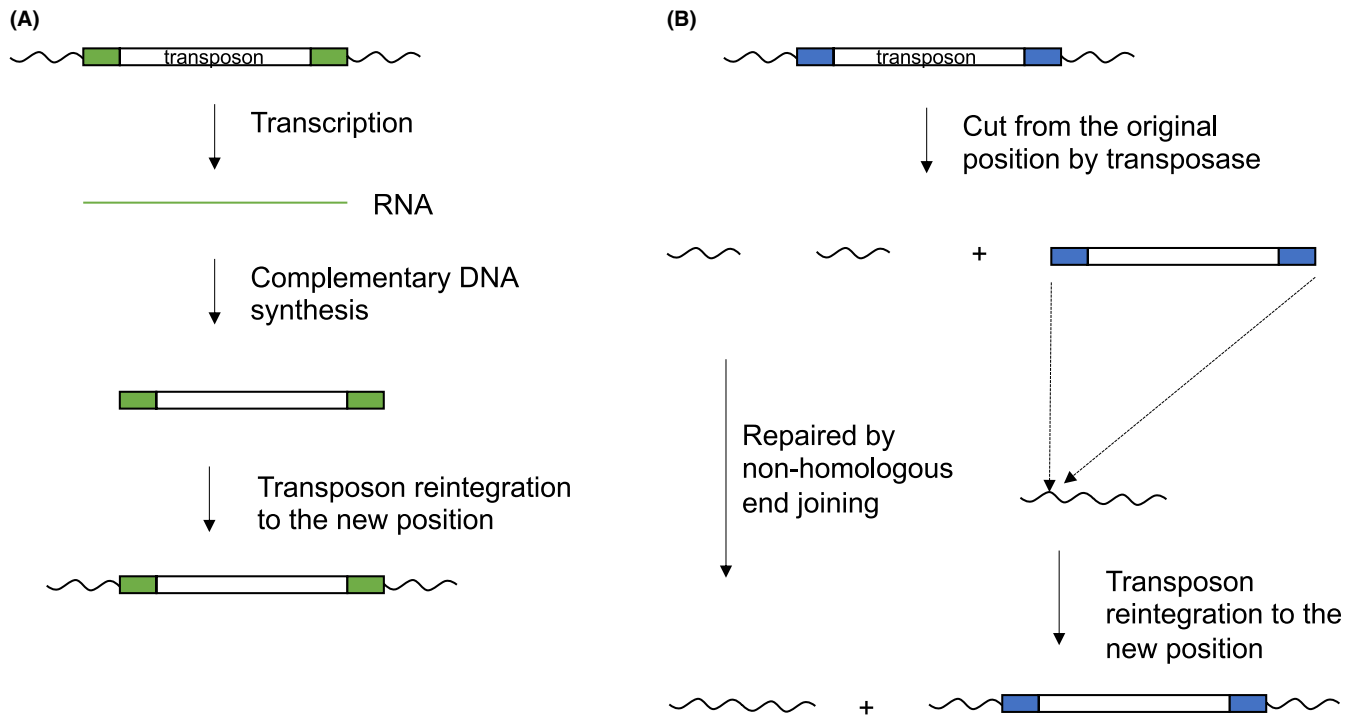 (A)
transposon
Transcription
RNA
Complementary DNA
synthesis
Transposon reintegration
to the new position
(B)
transposon
Cut from the original
position by transposase
+
Repaired by
non-homologous
end joining
Transposon
reintegration to the
new position
+